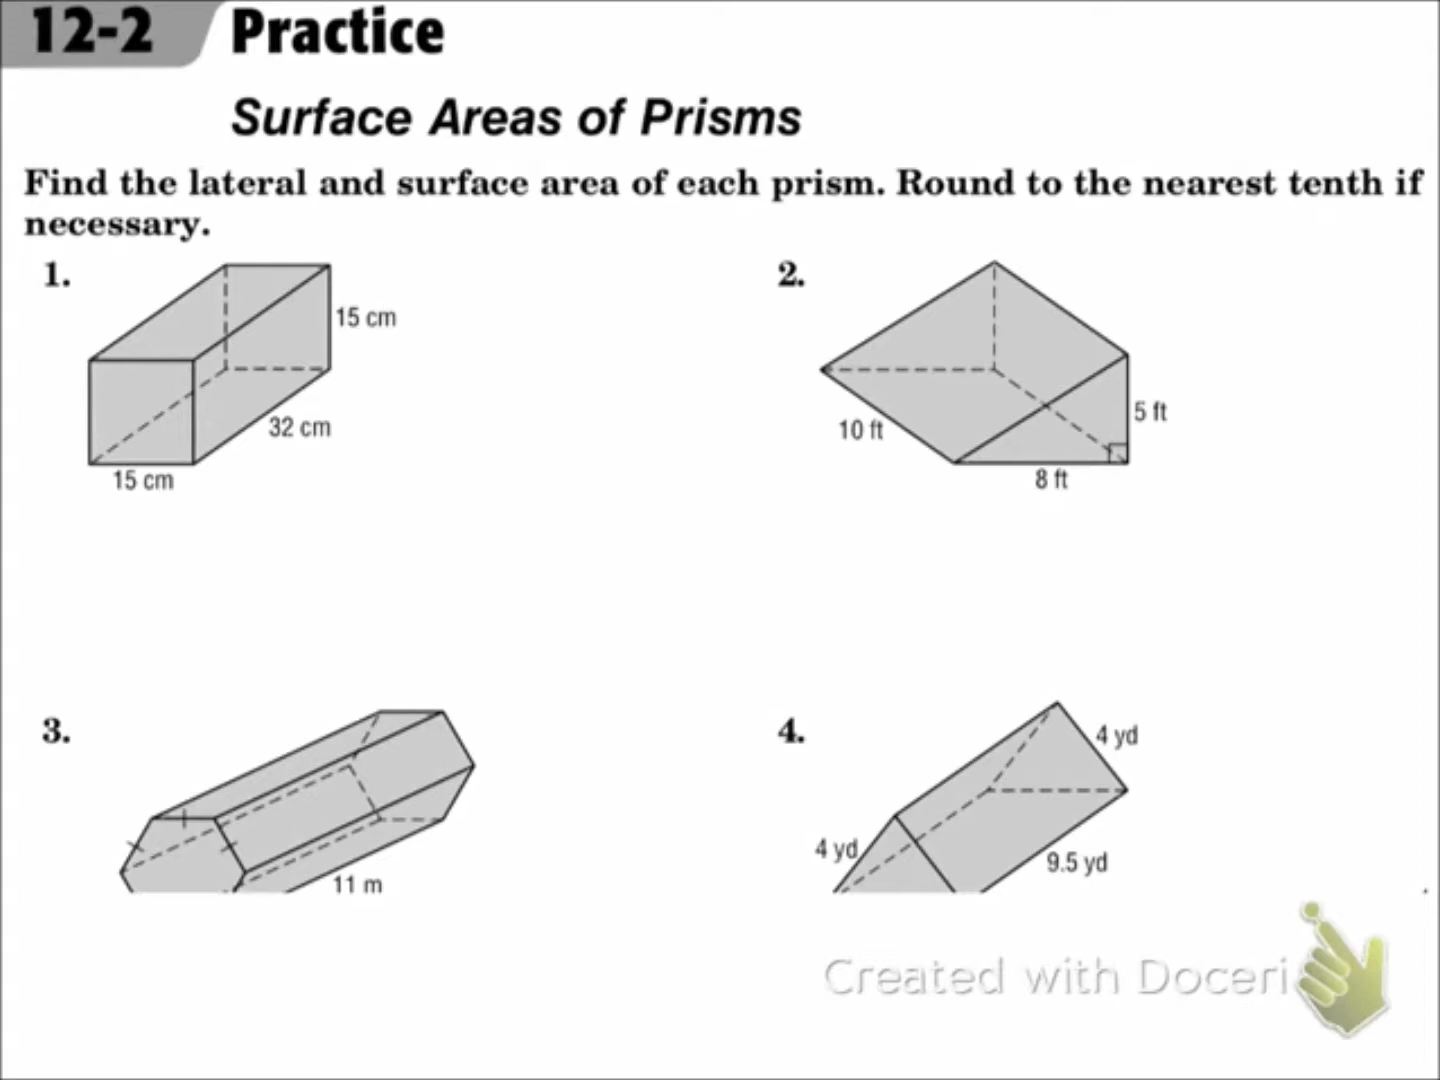 12-2 Practice
Surface Areas of Prisms
Find the lateral and surface area of each prism. Round to the nearest tenth if
necessary.
1.
15 cm
32 cm
15 cm
2.
5 ft
10 ft
8 ft
3.
11 m
4.
4 yd
4 yd
9.5 yd
Created with Doceri